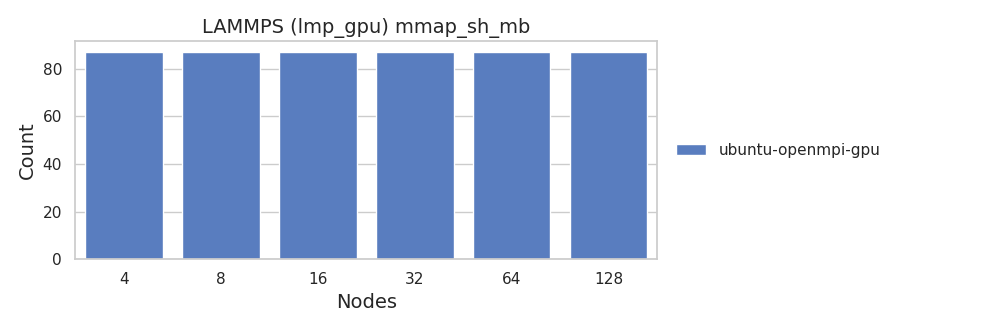 LAMMPS (lmp_gpu) mmap_sh_mb
Count
80
60
40
20
0
4 8 16 32 64 128
Nodes
ubuntu-openmpi-gpu